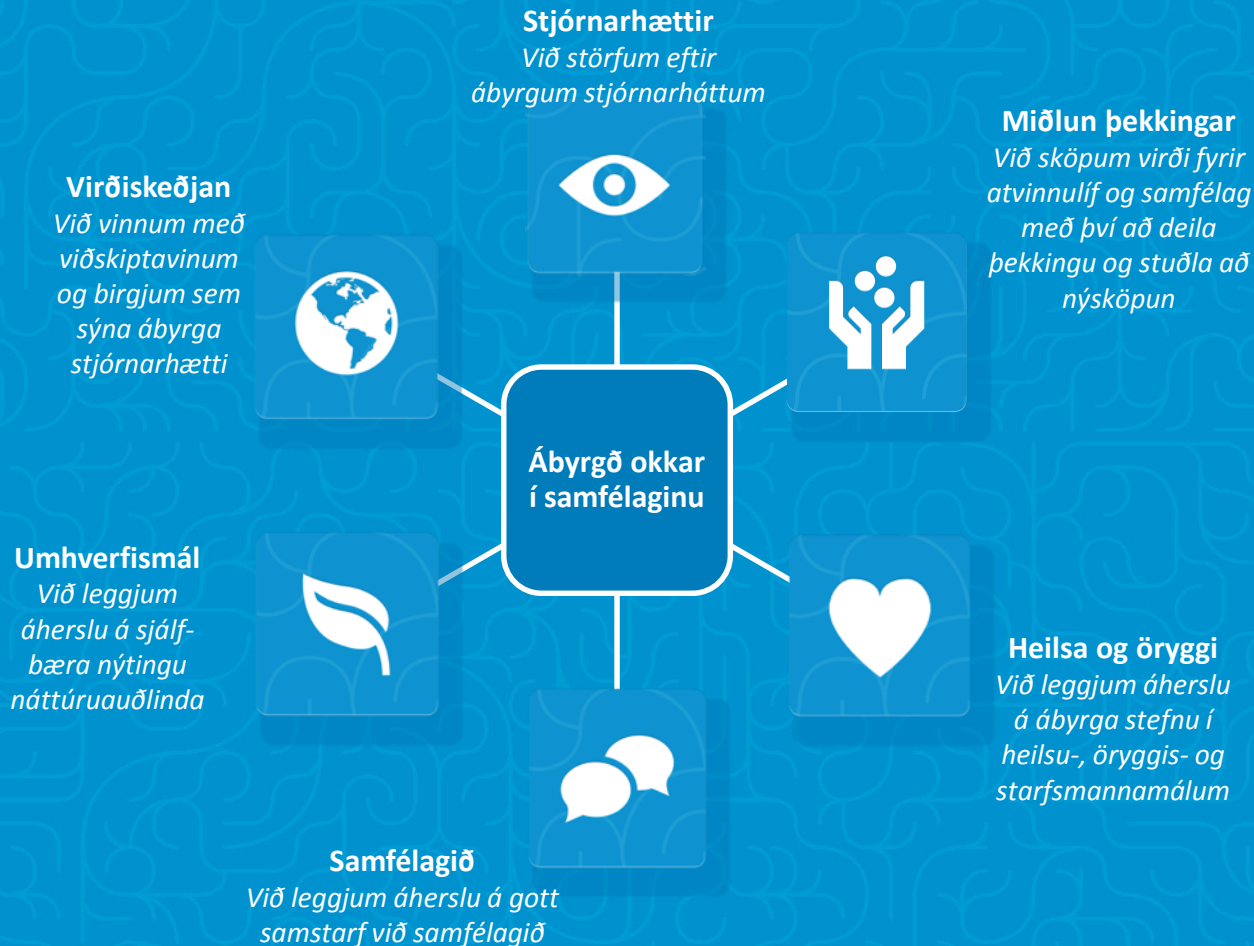 Stjórnarhættir
Við störfum eftir
ábyrgum stjórnarháttum
Miðlun þekkingar
Við sköpum virði fyrir
atvinnulíf og samfélag
með því að deila
þekkingu og stuðla að
nýsköpun
Virðiskeðjan
Við vinnum með
viðskiptavinum
og birgjum sem
sýna ábyrga
stjórnarhætti
Ábyrgð okkar
í samfélaginu
Umhverfismál
Við leggjum
áherslu á sjálf-
bæra nýtingu
náttúruauðlinda
Heilsa og öryggi
Við leggjum áherslu
á ábyrga stefnu í
heilsu-, öryggis- og
starfsmannamálum
Samfélagið
Við leggjum áherslu á gott
samstarf við samfélagið